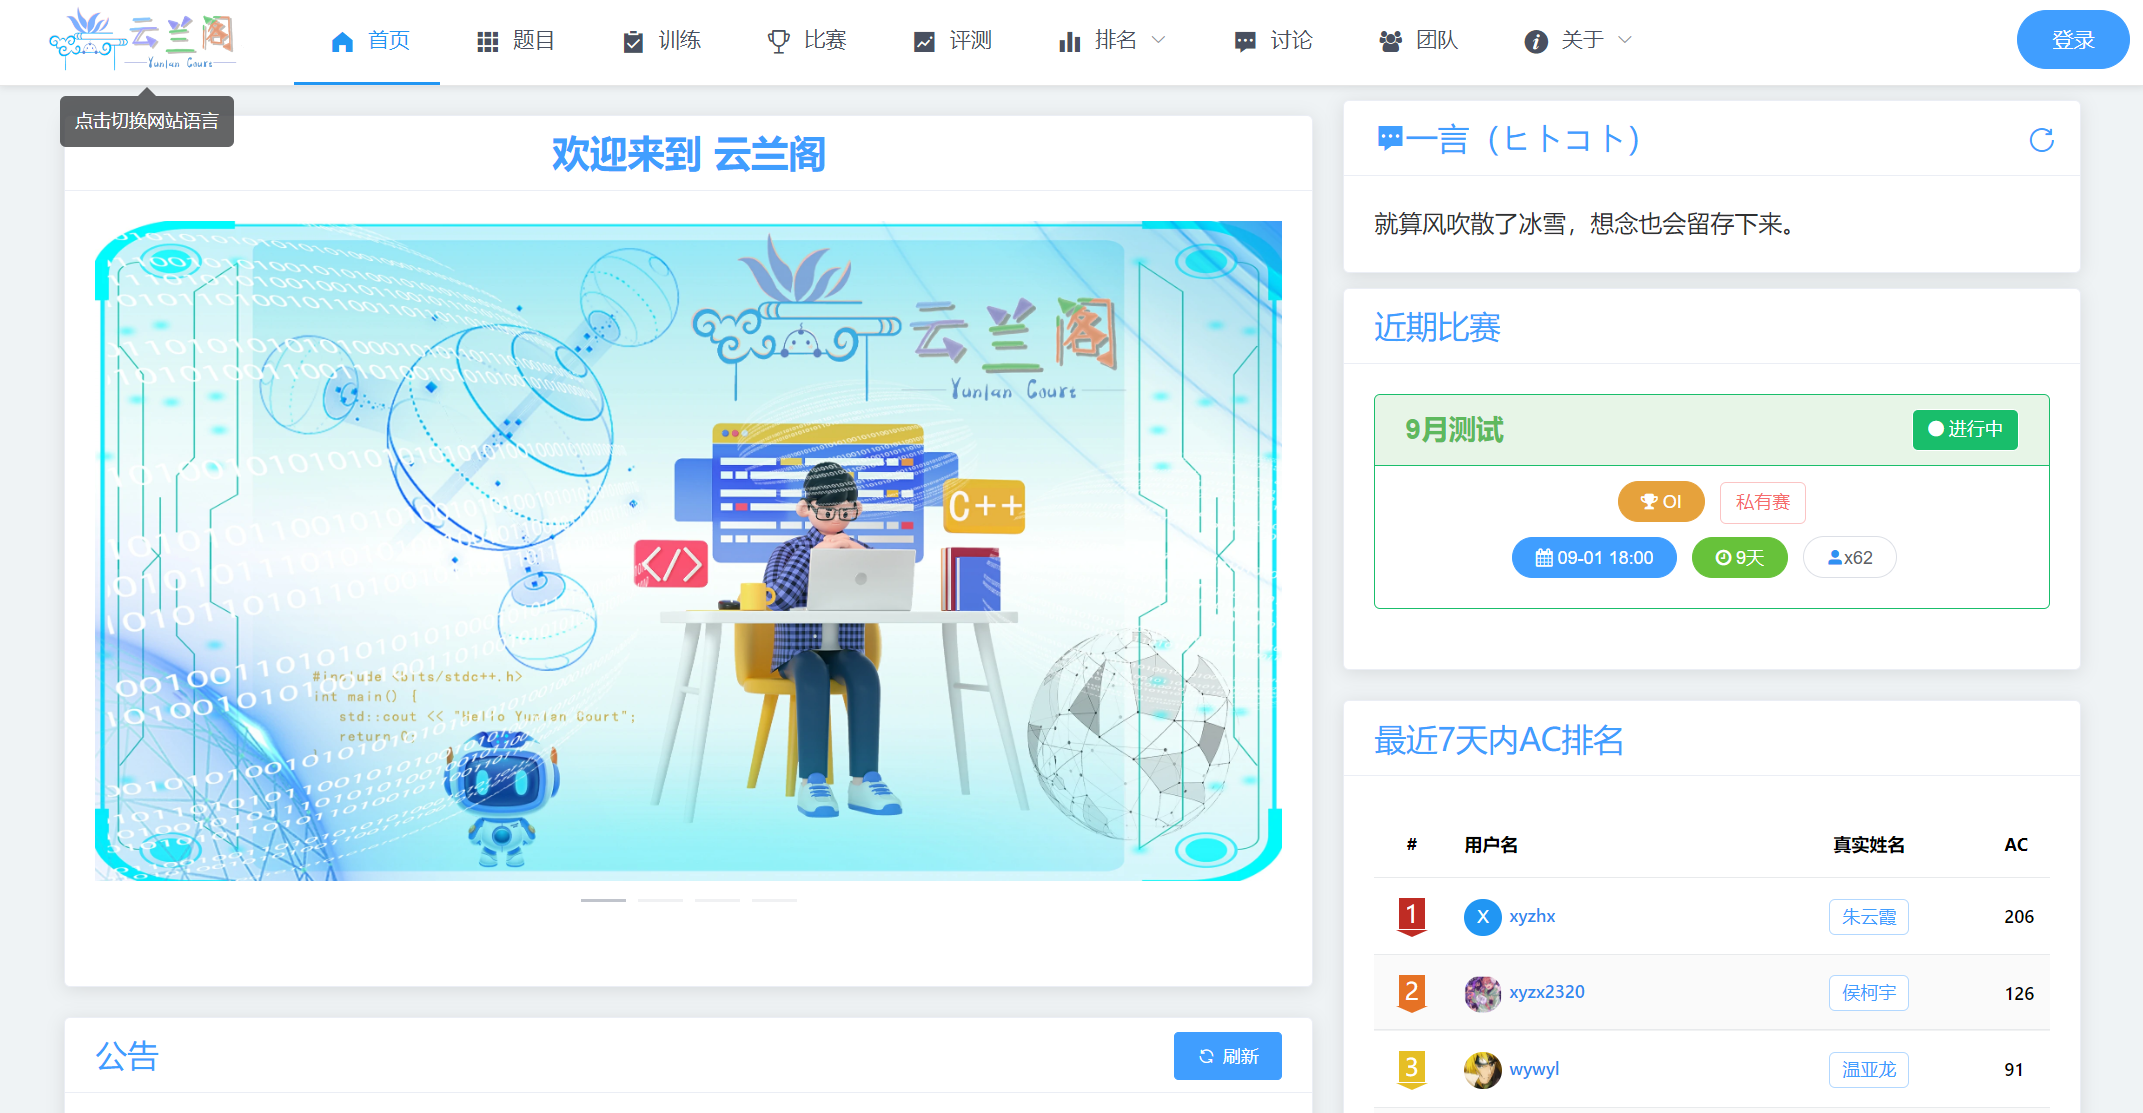 云兰阁
Yunlan Court
首页
题目
训练
比赛
评测
排名
讨论
团队
关于
登录
点击切换网站语言
欢迎来到 云兰阁
云兰阁
Yunlan Court
C++
</>
#include <bits/stdc++.h>
int main() {
std::cout << "Hello Yunlan Court";
return 0;
公告
刷新
一言（ヒトコト）
就算风吹散了冰雪，想念也会留存下来。
近期比赛
9月测试
进行中
OI
私有赛
09-01 18:00
9天
x62
最近7天内AC排名
# 用户名 真实姓名 AC
1 X xyzhx 朱云霞 206
2 xyzx2320 侯柯宇 126
3 wywyl 温亚龙 91